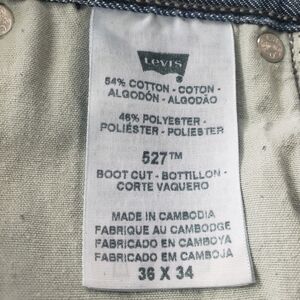 Levi's
54% COTTON - COTON -
ALGODÓN - ALGODÃO
46% POLYESTER -
POLIÉSTER - POLIESTER
527™
BOOT CUT - BOTTILLON -
CORTE VAQUERO
MADE IN CAMBODIA
FABRIQUE AU CAMBODGE
FABRICADO EN CAMBOYA
FABRICADO EM CAMBOJA
36 X 34